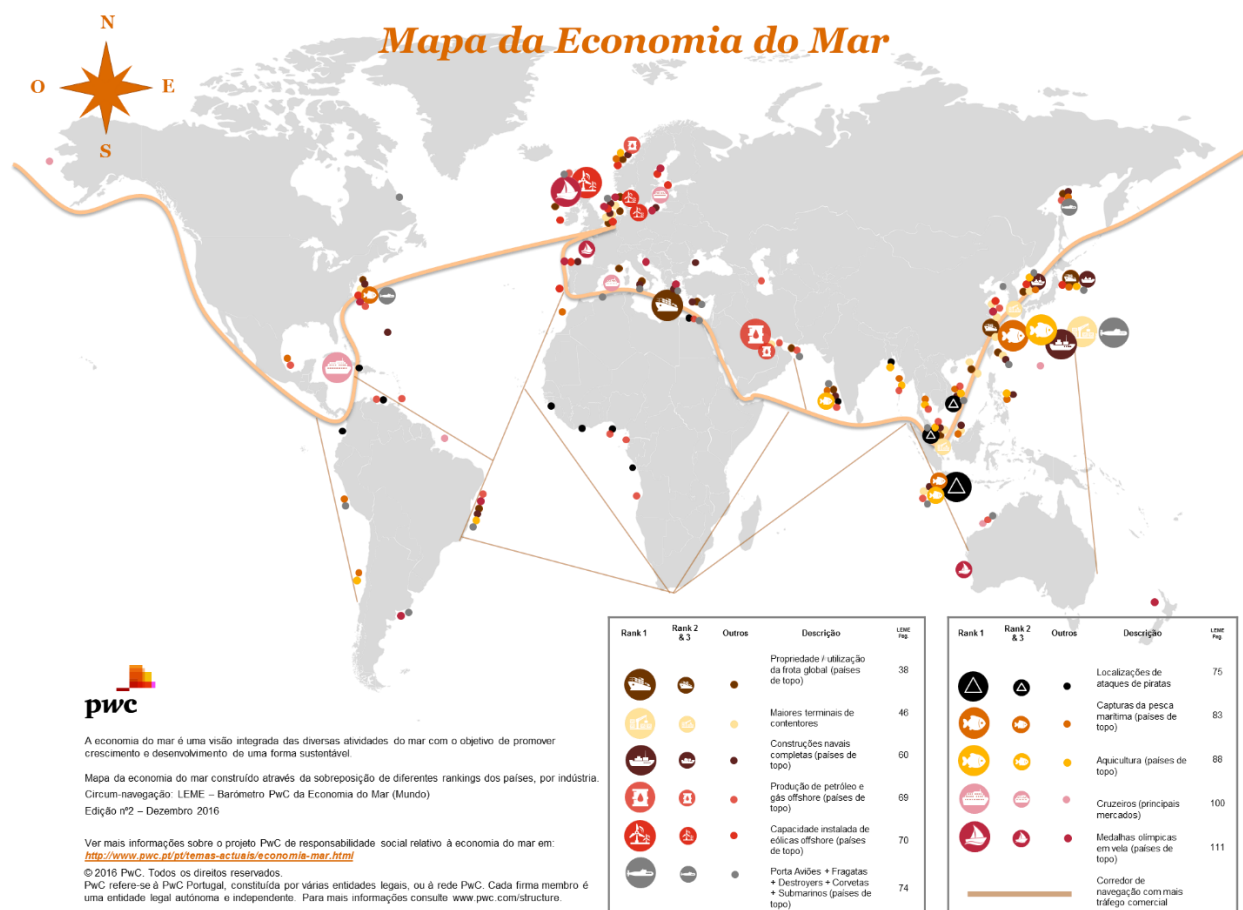 Mapa da Economia do Mar
N
O
E
S
pwc
A economia do mar é uma visão integrada das diversas atividades do mar com o objetivo de promover
crescimento e desenvolvimento de uma forma sustentável.
Mapa da economia do mar construído através da sobreposição de diferentes rankings dos países, por indústria.
Circum-navegação: LEME – Barómetro PwC da Economia do Mar (Mundo)
Edição nº2 – Dezembro 2016
Ver mais informações sobre o projeto PwC de responsabilidade social relativo à economia do mar em:
http://www.pwc.pt/pt/temas-actuais/economia-mar.html
© 2016 PwC. Todos os direitos reservados.
PwC refere-se à PwC Portugal, constituída por várias entidades legais, ou à rede PwC. Cada firma membro é
uma entidade legal autónoma e independente. Para mais informações consulte www.pwc.com/structure.
Rank 1
Rank 2
& 3
Outros
Descrição
LEME
Pag.
Propriedade / utilização
da frota global (países
de topo)
38
Maiores terminais de
contentores
46
Construções navais
completas (países de
topo)
60
Produção de petróleo e
gás offshore (países de
topo)
69
Capacidade instalada de
eólicas offshore (países
de topo)
70
Porta Aviões + Fragatas
+ Destroyers + Corvetas
+ Submarinos (países de
topo)
74
Rank 1
Rank 2
& 3
Outros
Descrição
LEME
Pag.
Localizações de
ataques de piratas
75
Capturas da pesca
marítima (países de
topo)
83
Aquicultura (países de
topo)
88
Cruzeiros (principais
mercados)
100
Medalhas olímpicas
em vela (países de
topo)
111
Corredor de
navegação com mais
tráfego comercial